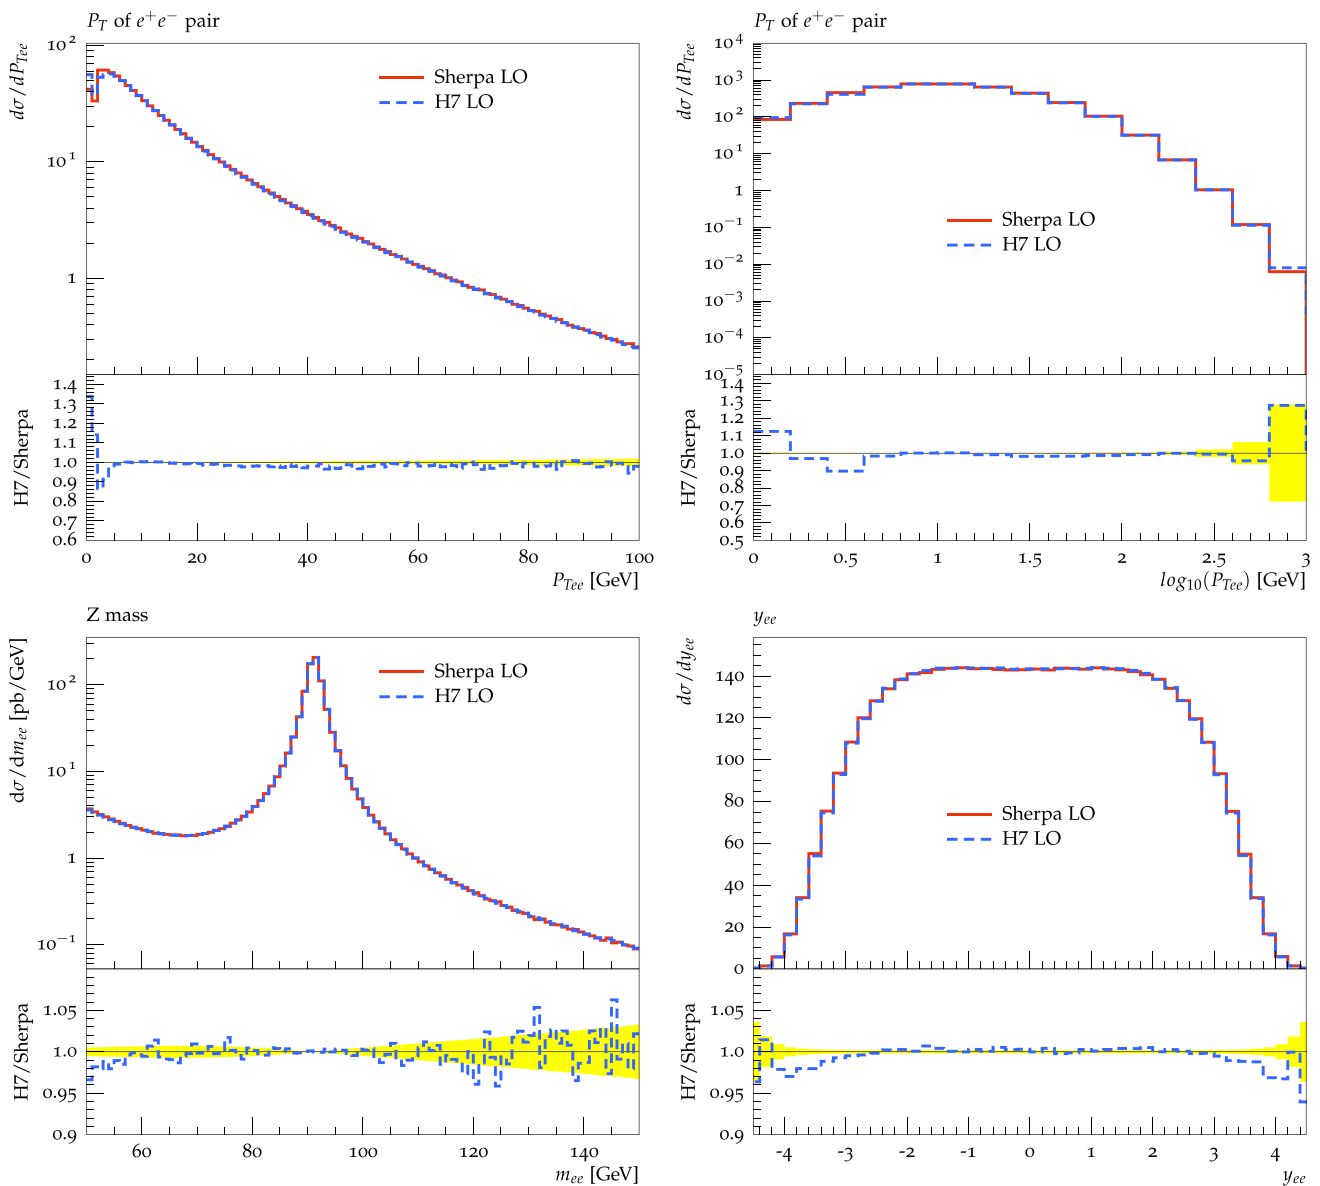 P_T of e⁺e⁻ pair
dσ/dP_Tee
10²
10¹
1
Sherpa LO
H7 LO
H7/Sherpa
1.4
1.3
1.2
1.1
1.0
0.9
0.8
0.7
0.6
0 20 40 60 80 100
P_Tee [GeV]
P_T of e⁺e⁻ pair
dσ/dP_Tee
10⁴
10³
10²
10¹
1
10⁻¹
10⁻²
10⁻³
10⁻⁴
10⁻⁵
Sherpa LO
H7 LO
H7/Sherpa
1.4
1.3
1.2
1.1
1.0
0.9
0.8
0.7
0.6
0.5
0 0.5 1 1.5 2 2.5 3
log₁₀(P_Tee) [GeV]
Z mass
dσ/dm_ee [pb/GeV]
10²
10¹
1
10⁻¹
Sherpa LO
H7 LO
H7/Sherpa
1.05
1.0
0.95
0.9
60 80 100 120 140
m_ee [GeV]
y_ee
dσ/dy_ee
140
120
100
80
60
40
20
0
Sherpa LO
H7 LO
H7/Sherpa
1.05
1.0
0.95
0.9
-4 -3 -2 -1 0 1 2 3 4
y_ee